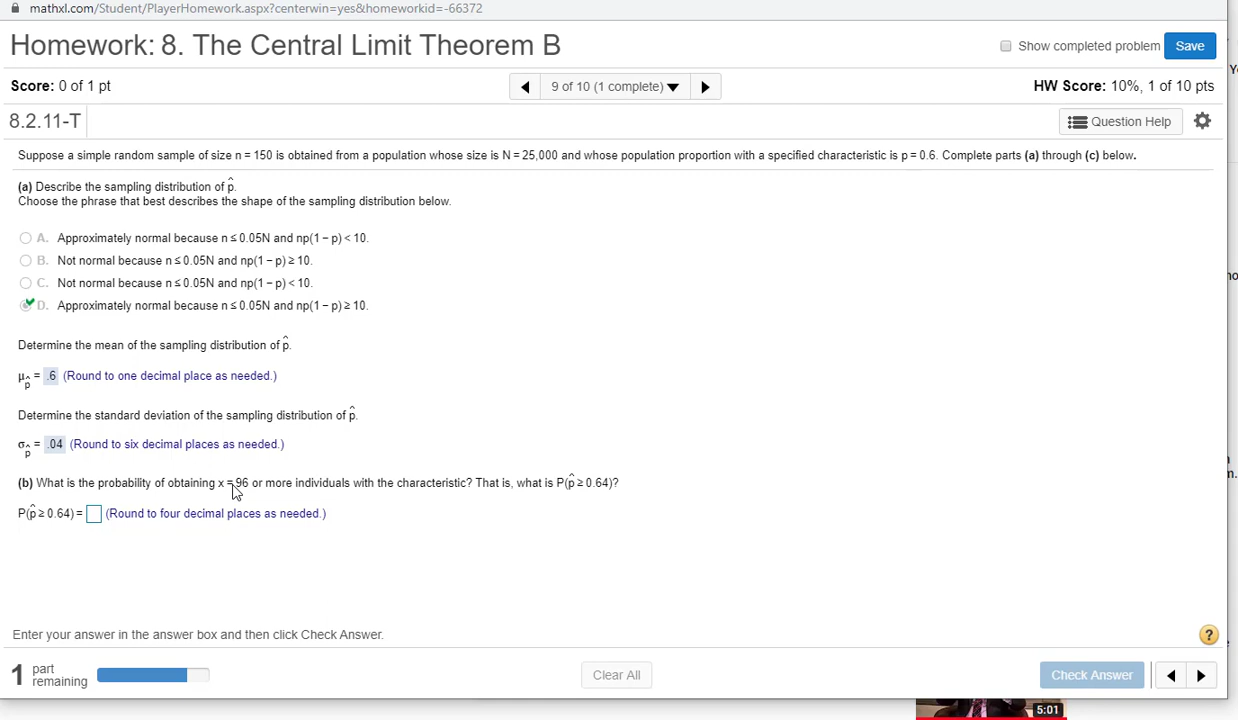 mathxl.com/Student/PlayerHomework.aspx?centerwin=yes&homeworkid=-66372
Homework: 8. The Central Limit Theorem B
Show completed problem
Save
Score: 0 of 1 pt
9 of 10 (1 complete)
HW Score: 10%, 1 of 10 pts
8.2.11-T
Question Help
Suppose a simple random sample of size n = 150 is obtained from a population whose size is N = 25,000 and whose population proportion with a specified characteristic is p = 0.6. Complete parts (a) through (c) below.
(a) Describe the sampling distribution of p̂.
Choose the phrase that best describes the shape of the sampling distribution below.
A. Approximately normal because n ≤ 0.05N and np(1 − p) < 10.
B. Not normal because n ≤ 0.05N and np(1 − p) ≥ 10.
C. Not normal because n ≤ 0.05N and np(1 − p) < 10.
D. Approximately normal because n ≤ 0.05N and np(1 − p) ≥ 10.
Determine the mean of the sampling distribution of p̂.
μp̂ = .6 (Round to one decimal place as needed.)
Determine the standard deviation of the sampling distribution of p̂.
σp̂ = .04 (Round to six decimal places as needed.)
(b) What is the probability of obtaining x = 96 or more individuals with the characteristic? That is, what is P(p̂ ≥ 0.64)?
P(p̂ ≥ 0.64) = (Round to four decimal places as needed.)
Enter your answer in the answer box and then click Check Answer.
?
1 part remaining
Clear All
Check Answer
5:01